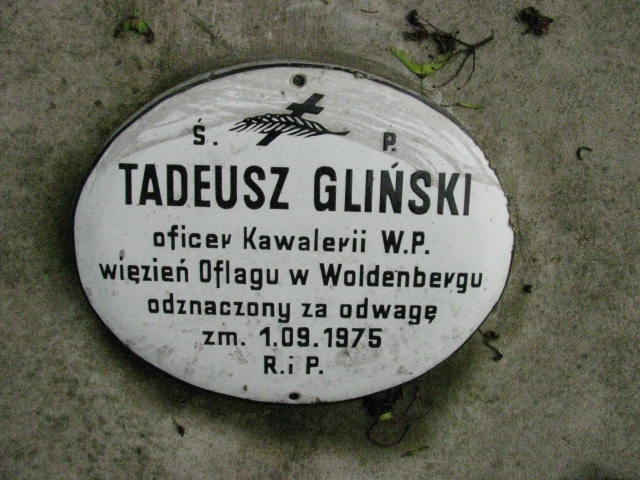 Ś. P.
TADEUSZ GLIŃSKI
oficer Kawalerii W.P.
więzień Oflagu w Woldenbergu
odznaczony za odwagę
zm. 1.09.1975
R.i P.